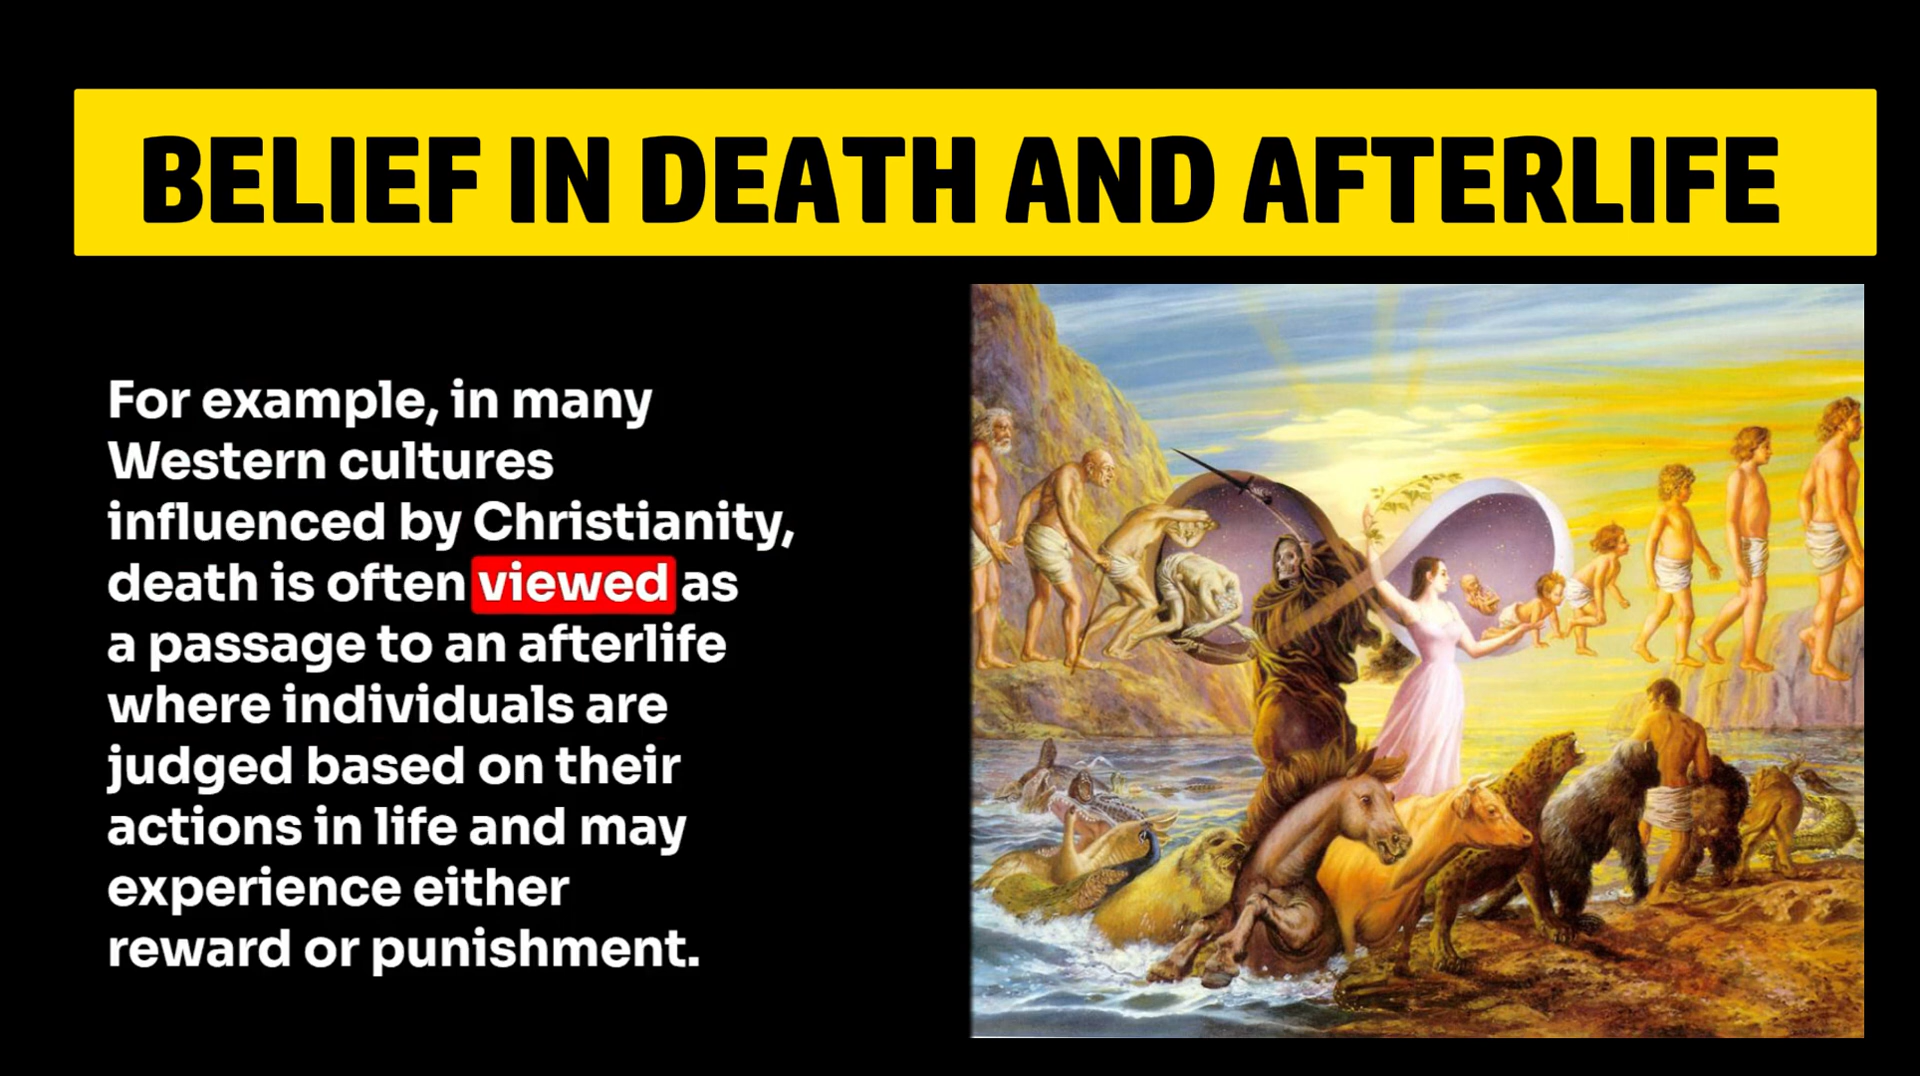 BELIEF IN DEATH AND AFTERLIFE
For example, in many
Western cultures
influenced by Christianity,
death is often viewed as
a passage to an afterlife
where individuals are
judged based on their
actions in life and may
experience either
reward or punishment.